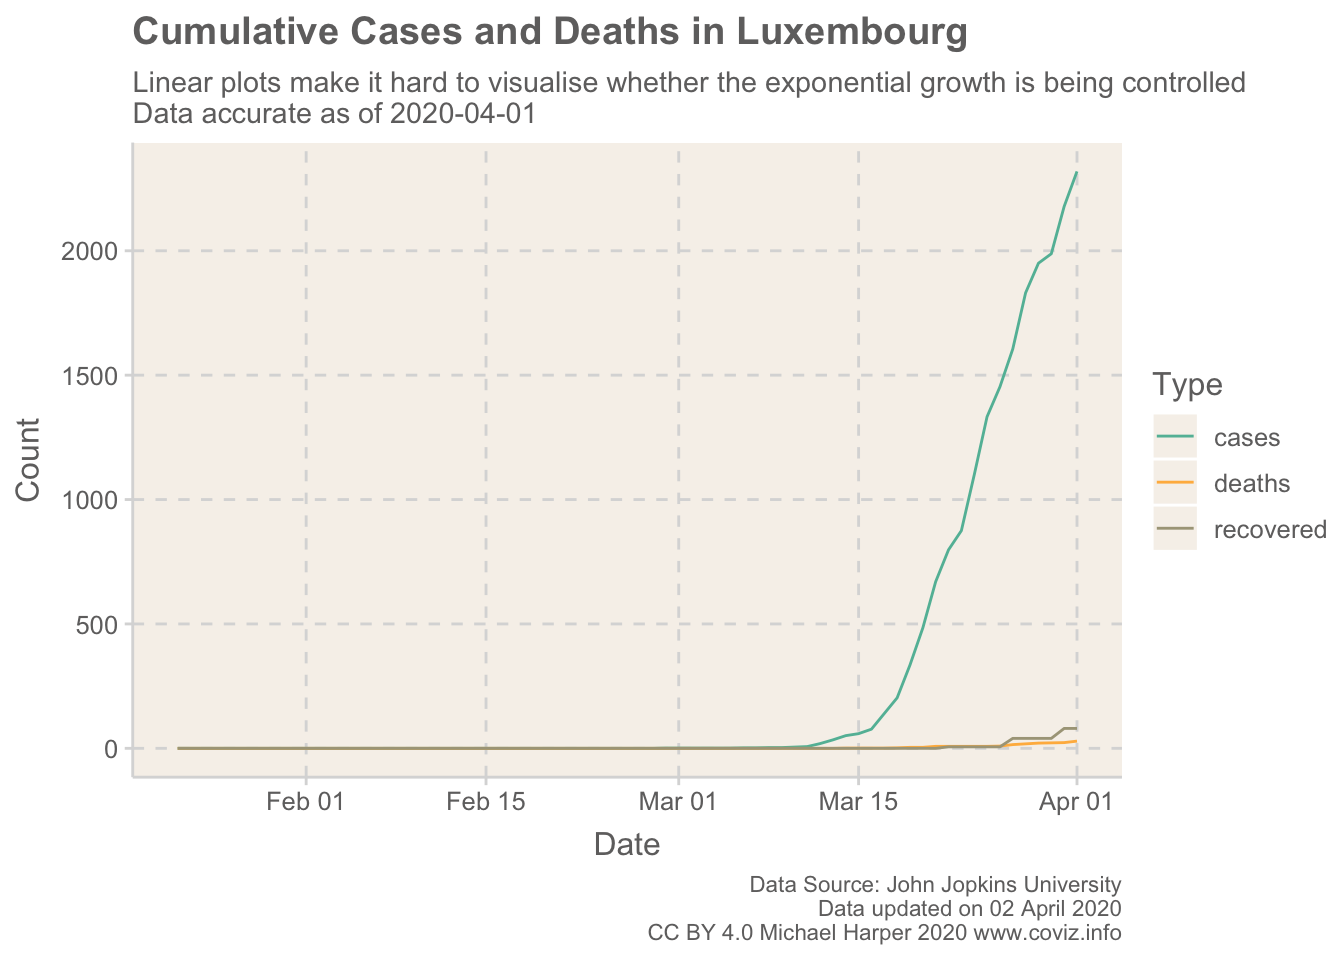 Cumulative Cases and Deaths in Luxembourg
Linear plots make it hard to visualise whether the exponential growth is being controlled
Data accurate as of 2020-04-01
Count
2000
1500
1000
500
0
Feb 01
Feb 15
Mar 01
Mar 15
Apr 01
Date
Type
cases
deaths
recovered
Data Source: John Jopkins University
Data updated on 02 April 2020
CC BY 4.0 Michael Harper 2020 www.coviz.info